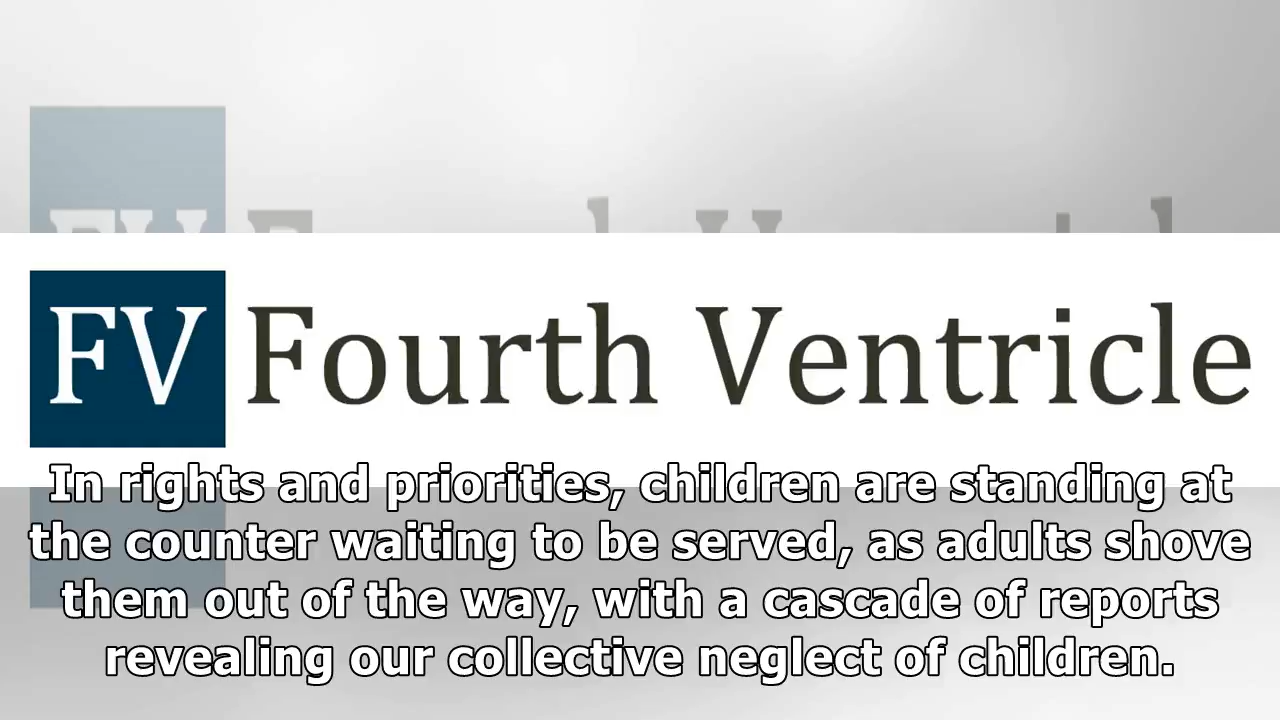 FV Fourth Ventricle
In rights and priorities, children are standing at
the counter waiting to be served, as adults shove
them out of the way, with a cascade of reports
revealing our collective neglect of children.